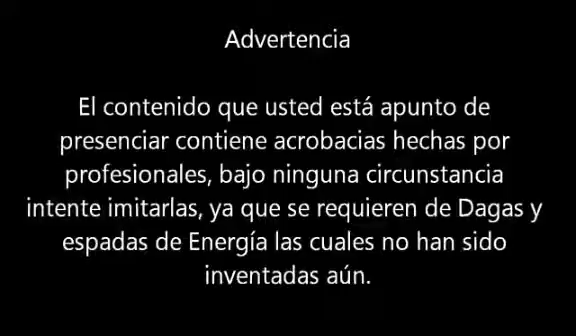 Advertencia
El contenido que usted está apunto de
presenciar contiene acrobacias hechas por
profesionales, bajo ninguna circunstancia
intente imitarlas, ya que se requieren de Dagas y
espadas de Energía las cuales no han sido
inventadas aún.